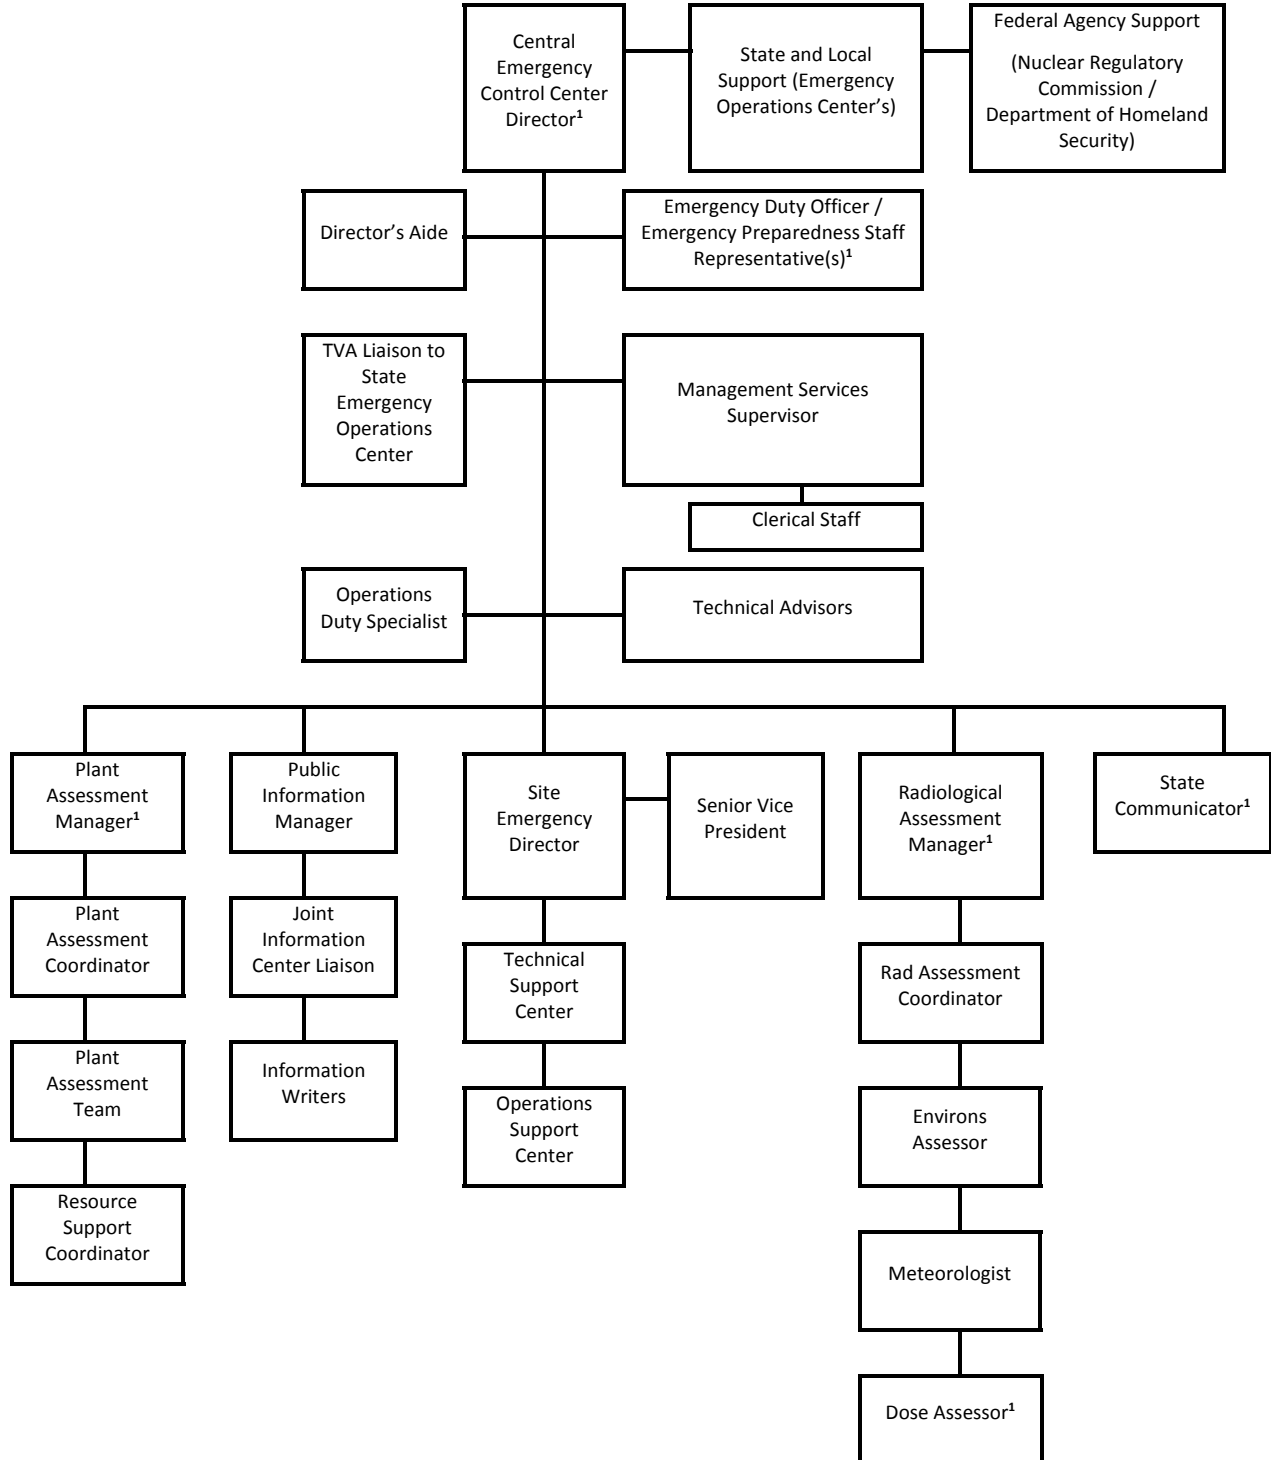 Central
Emergency
Control Center
Director¹
State and Local
Support (Emergency
Operations Center’s)
Federal Agency Support
(Nuclear Regulatory
Commission /
Department of Homeland
Security)
Director’s Aide
Emergency Duty Officer /
Emergency Preparedness Staff
Representative(s)¹
TVA Liaison to
State
Emergency
Operations
Center
Management Services
Supervisor
Clerical Staff
Operations
Duty Specialist
Technical Advisors
Plant
Assessment
Manager¹
Public
Information
Manager
Site
Emergency
Director
Senior Vice
President
Radiological
Assessment
Manager¹
State
Communicator¹
Plant
Assessment
Coordinator
Joint
Information
Center Liaison
Technical
Support
Center
Rad Assessment
Coordinator
Plant
Assessment
Team
Information
Writers
Operations
Support
Center
Environs
Assessor
Resource
Support
Coordinator
Meteorologist
Dose Assessor¹